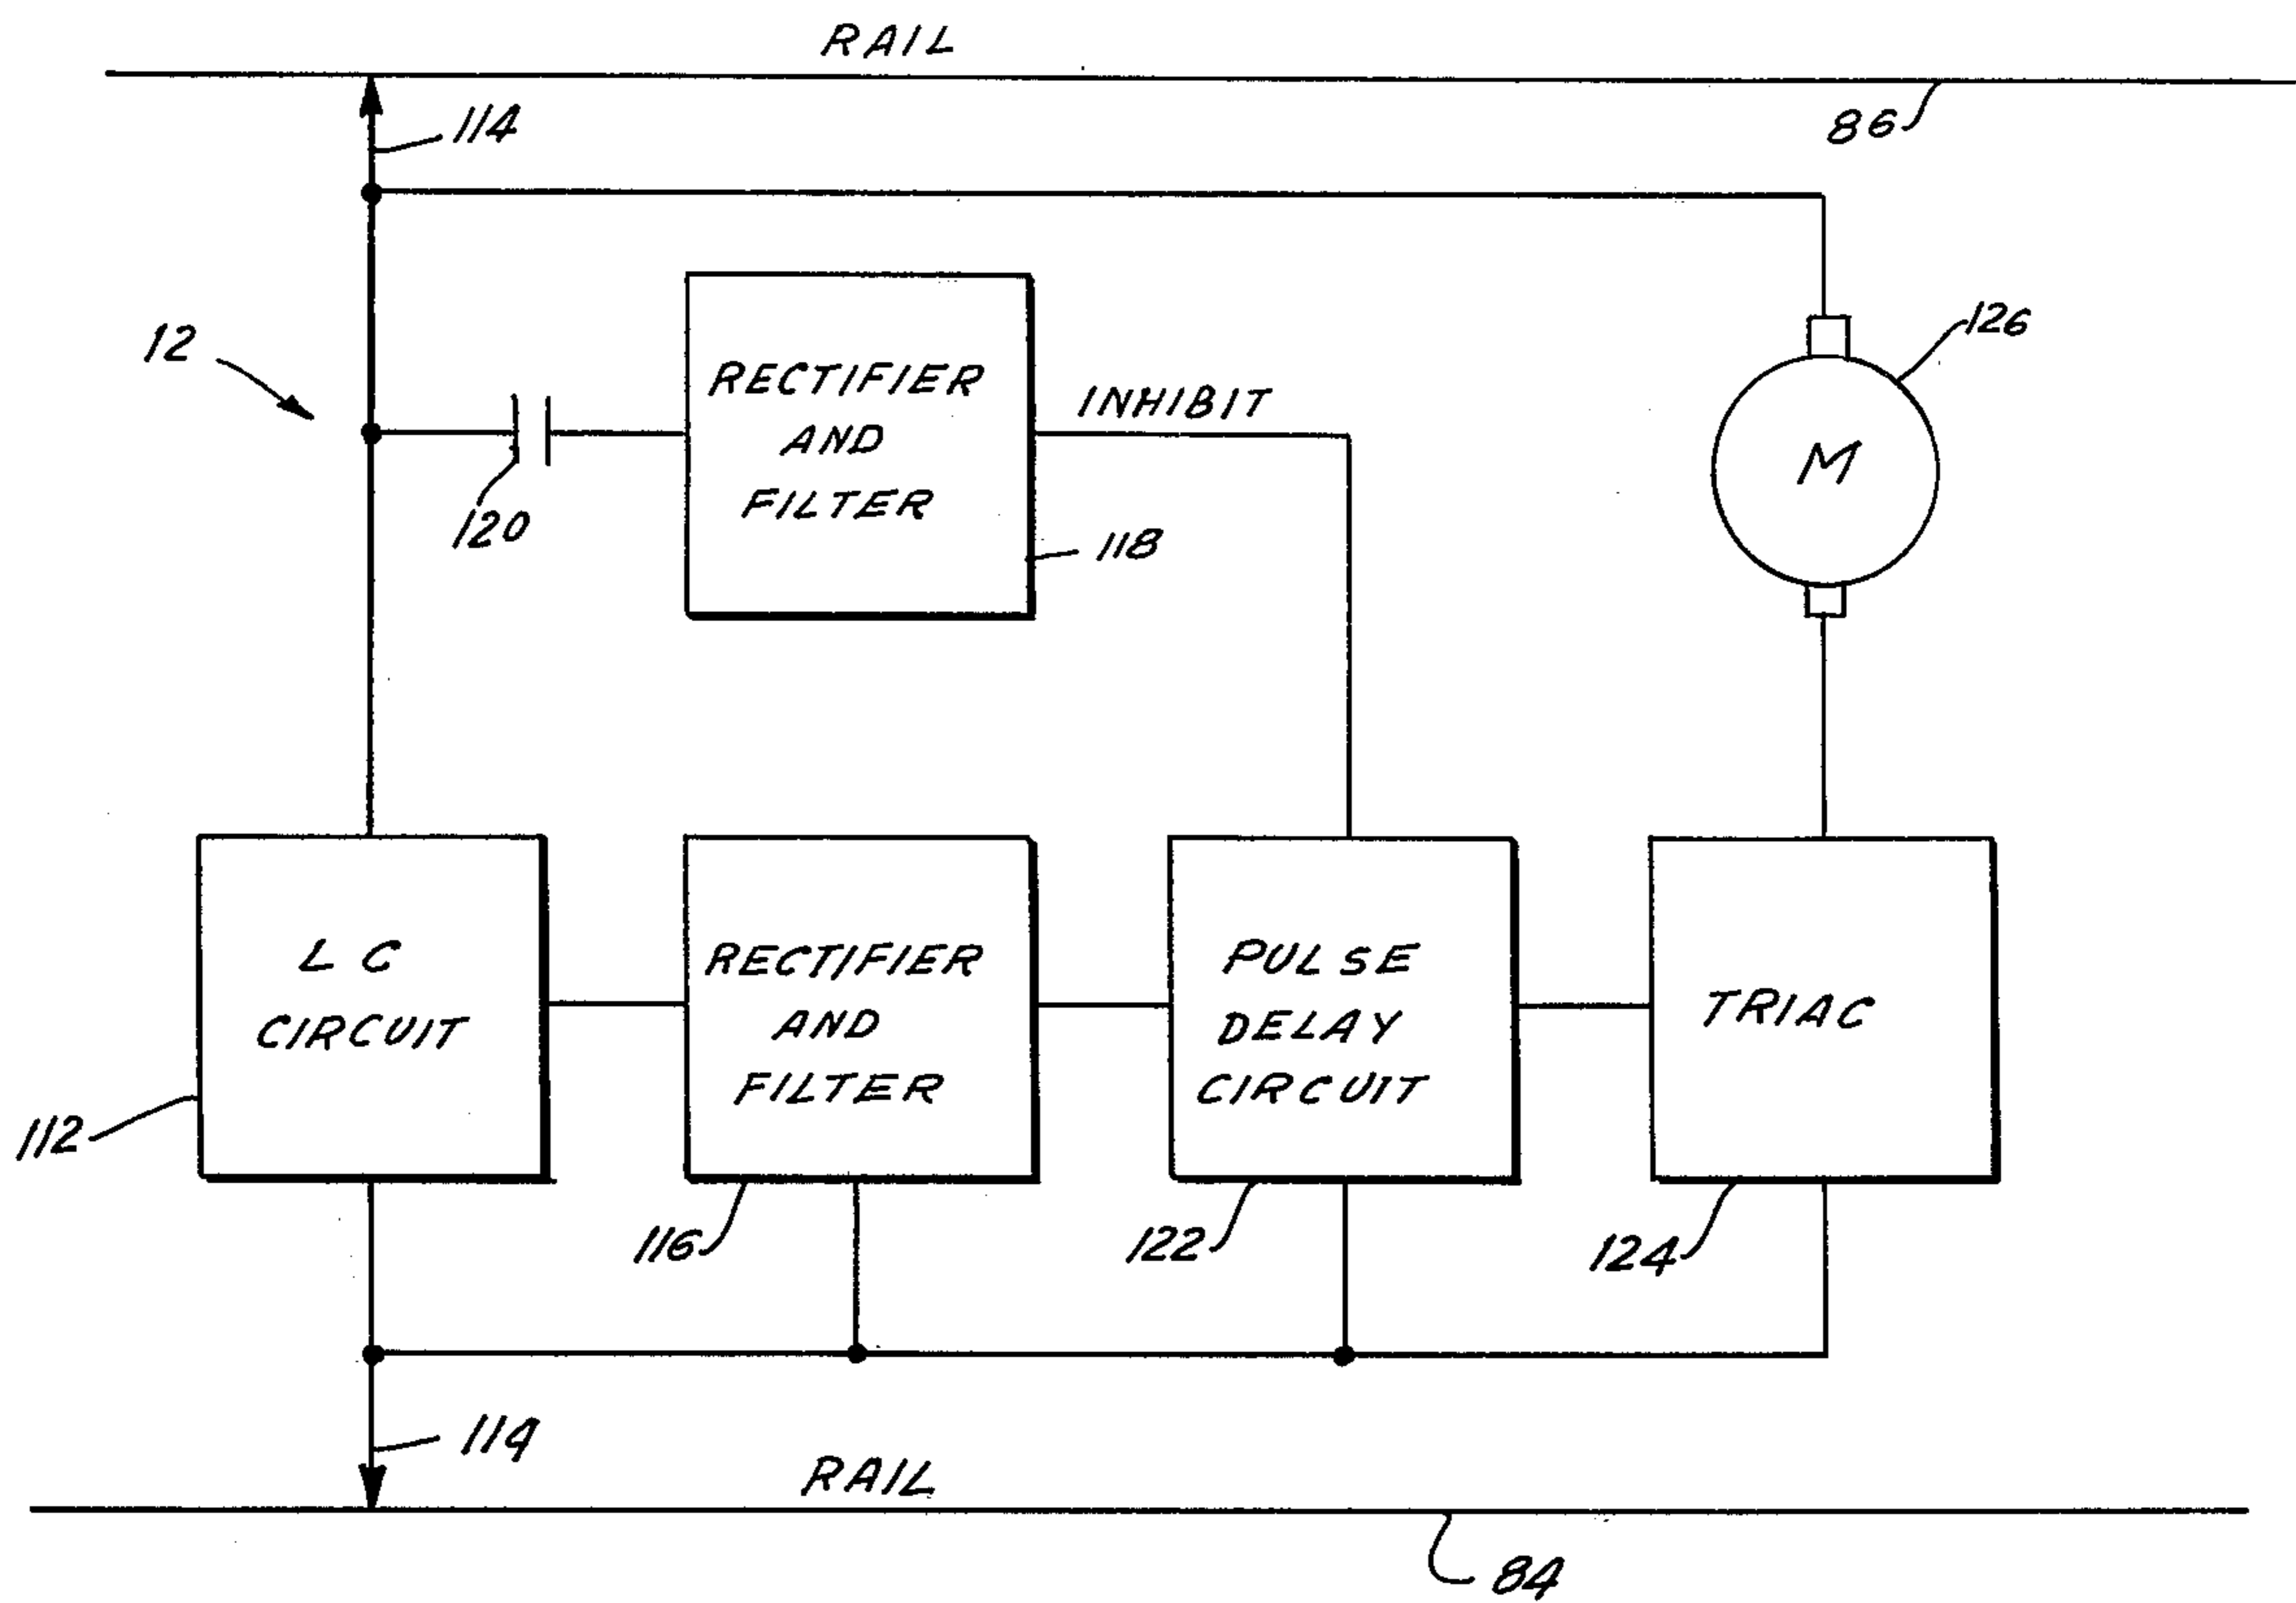 RAIL
114
86
12
126
RECTIFIER
AND
FILTER
INHIBIT
M
120
118
LC
CIRCUIT
RECTIFIER
AND
FILTER
PULSE
DELAY
CIRCUIT
TRIAC
112
116
122
124
114
RAIL
84